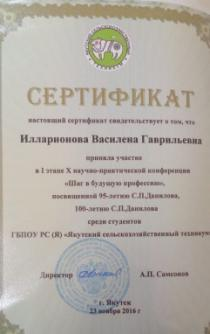 СЕРТИФИКАТ
настоящий сертификат свидетельствует о том, что
Илларионова Василена Гаврильевна
приняла участие
в I этапе X научно-практической конференции
«Шаг в будущую профессию»,
посвященной 95-летию С.П.Данилова,
100-летию С.П.Данилова
среди студентов
ГБПОУ РС (Я) «Якутский сельскохозяйственный техникум»
Директор А.П. Самсонов
г. Якутск
23 ноября 2016 г